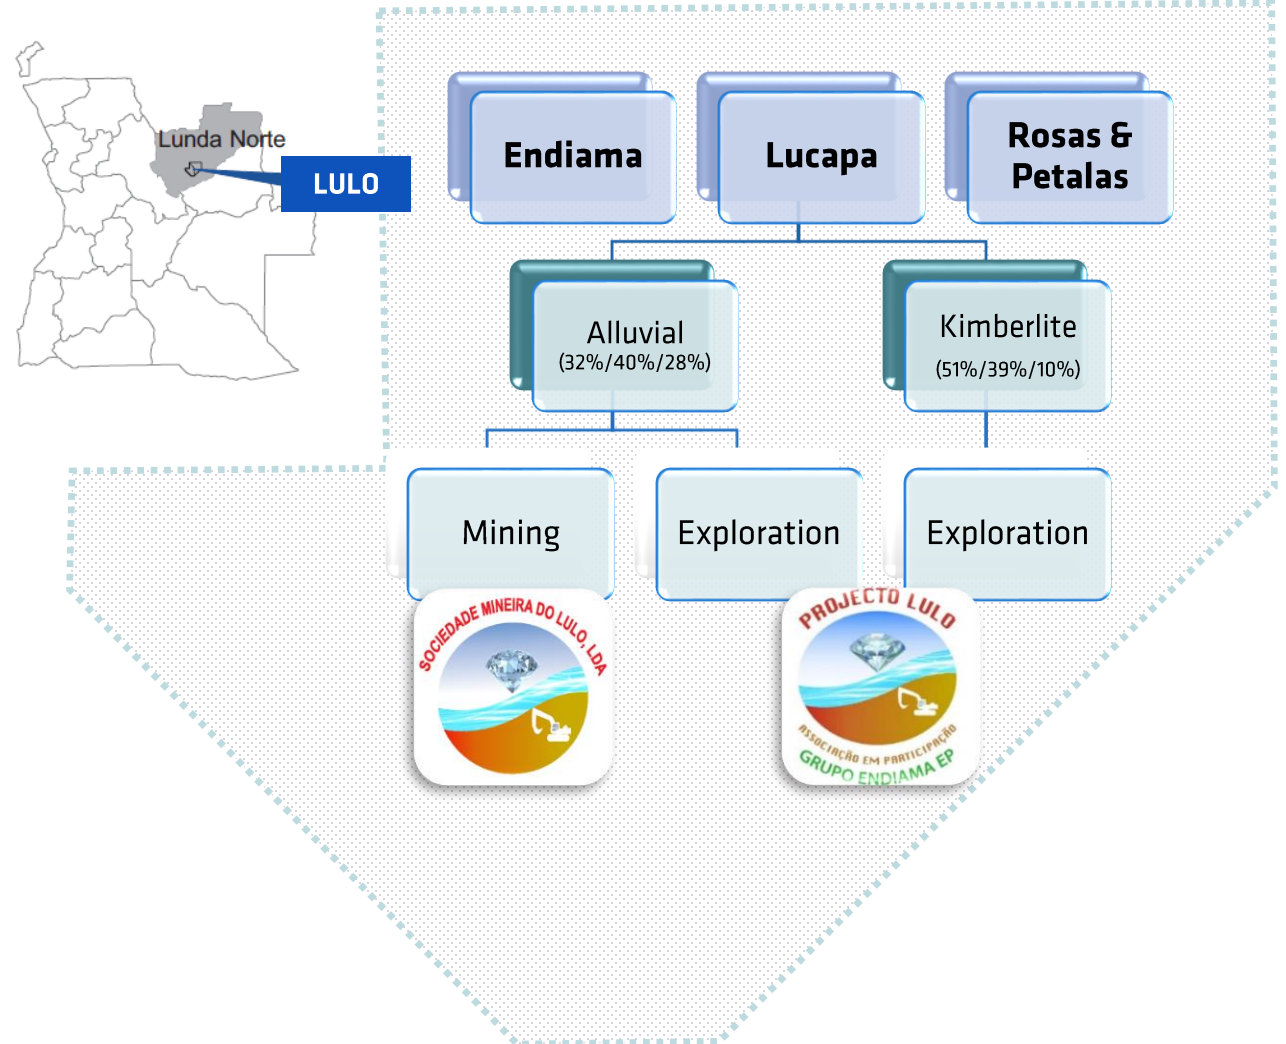 Lunda Norte
LULO
Endiama
Lucapa
Rosas &
Petalas
Alluvial
(32%/40%/28%)
Kimberlite
(51%/39%/10%)
Mining
Exploration
Exploration
SOCIEDADE MINEIRA DO LULO, LDA
PROJECTO LULO
ASSOCIAÇÃO EM PARTICIPAÇÃO
GRUPO ENDIAMA EP